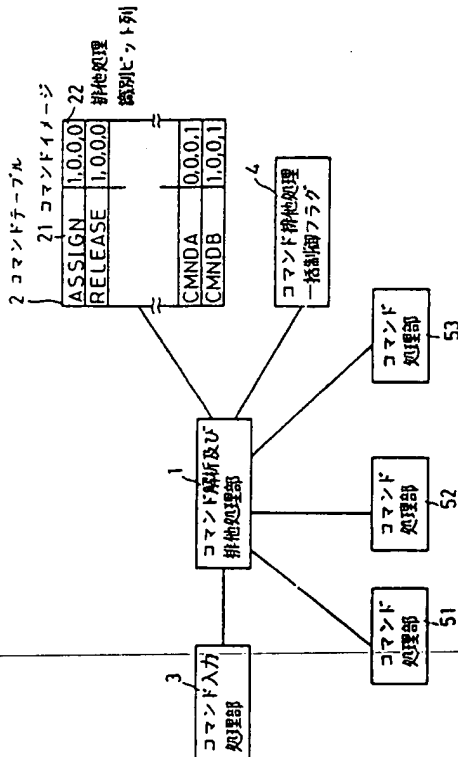 2 コマンドテーブル
21 コマンドイメージ
22
排他処理
識別ビット列
ASSIGN 1,0,0,0
RELEASE 1,0,0,0
CMNDA 0,0,0,1
CMNDB 1,0,0,1
4
コマンド排他処理
一括制御フラグ
1
コマンド解析及び
排他処理部
3
コマンド入力
処理部
コマンド
処理部
51
コマンド
処理部
52
コマンド
処理部
53